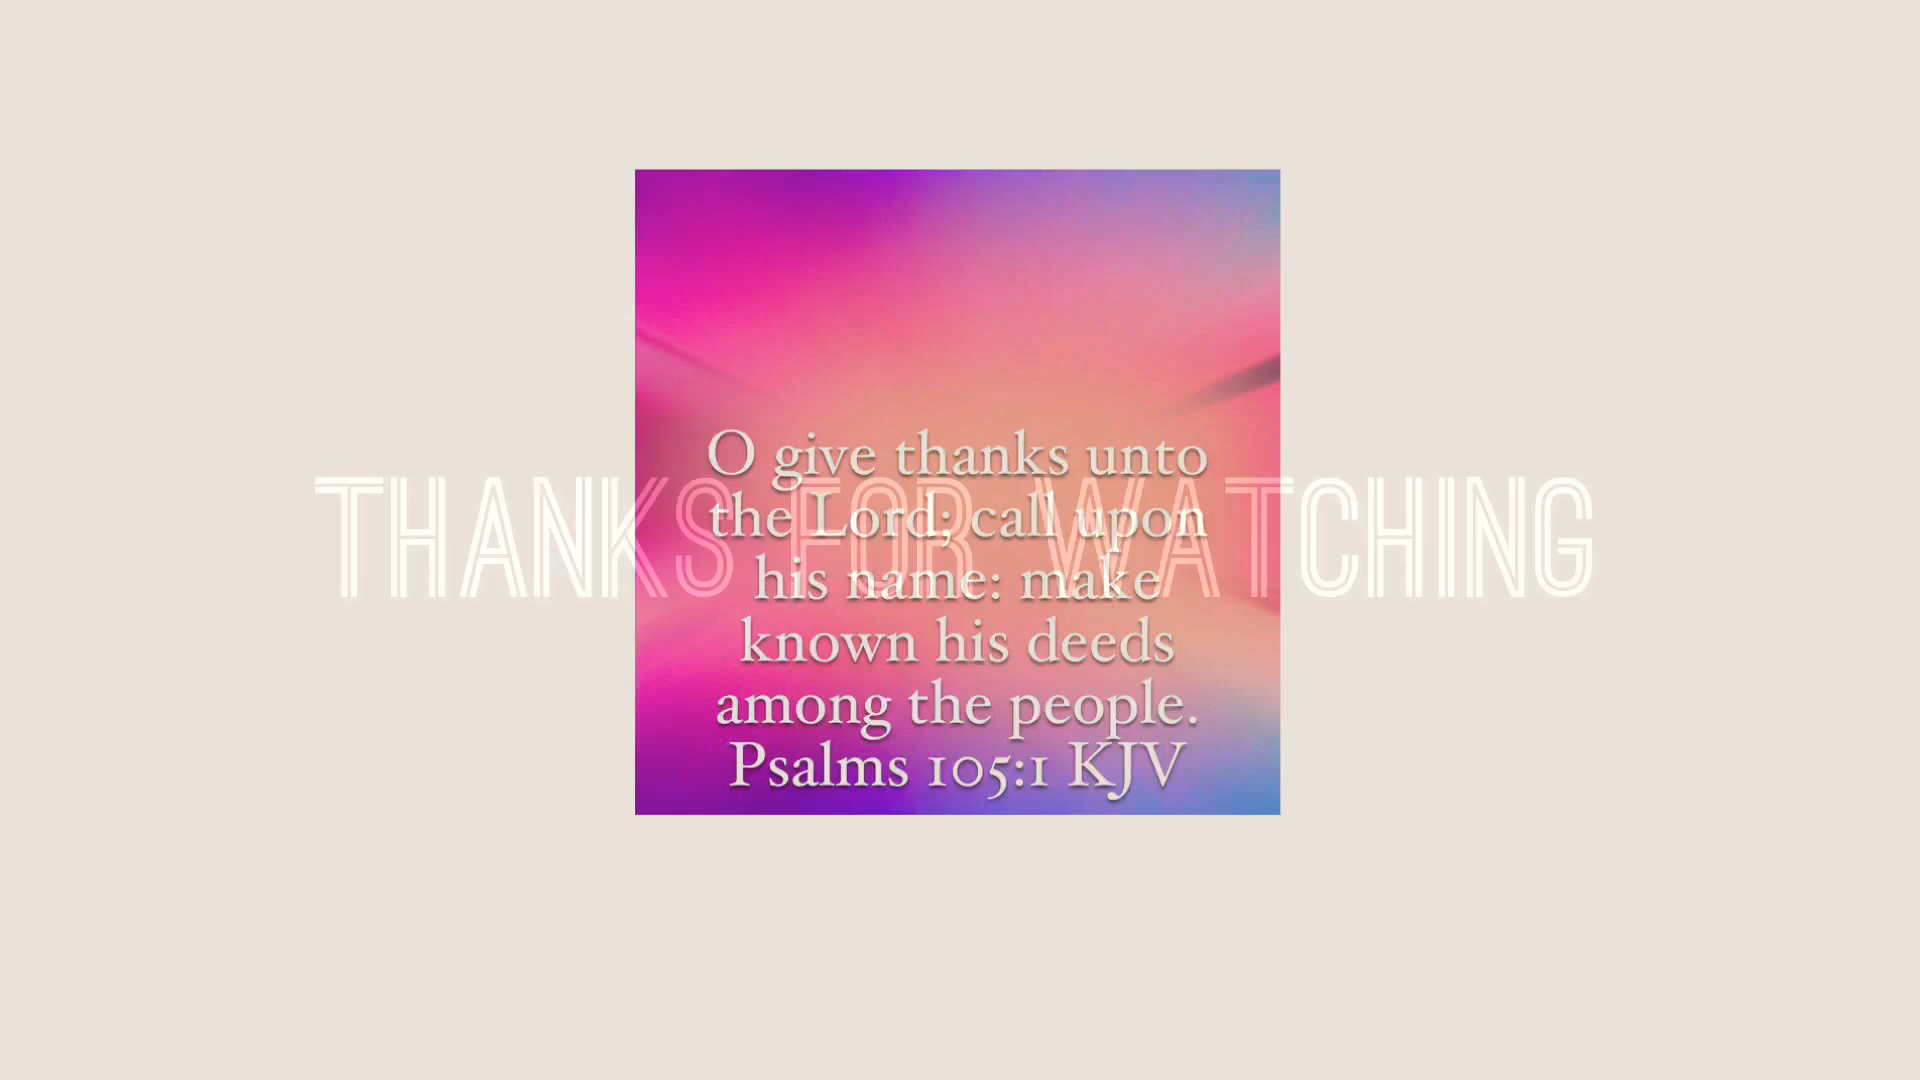 O give thanks unto
the Lord; call upon
his name: make
known his deeds
among the people.
Psalms 105:1 KJV
THANKS FOR WATCHING